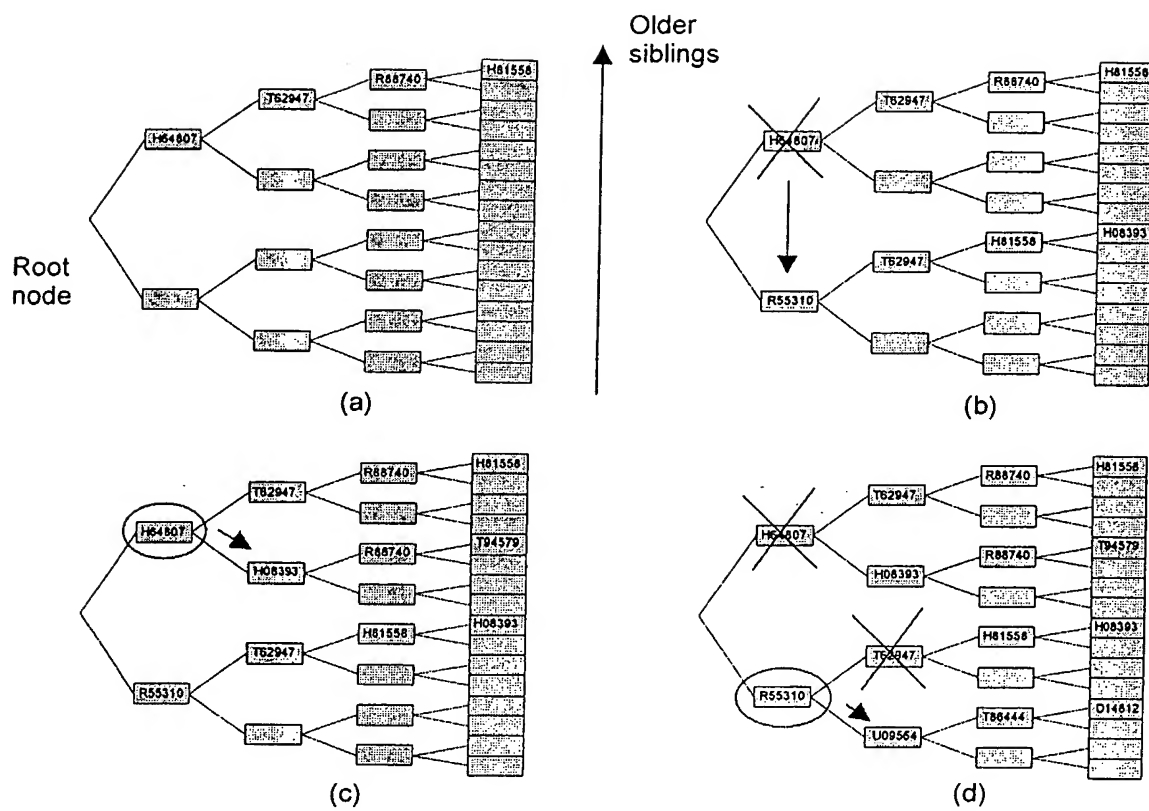 Older
siblings
Root
node
H64807
T62947
R88740
H81558
(a)
H64807
T62947
R88740
H81558
R55310
T62947
H81558
H08393
(b)
H64807
T62947
R88740
H81558
H08393
R88740
T94579
R55310
T62947
H81558
H08393
(c)
H64807
T62947
R88740
H81558
H08393
R88740
T94579
R55310
T62947
H81558
H08393
U09564
T86444
D14812
(d)